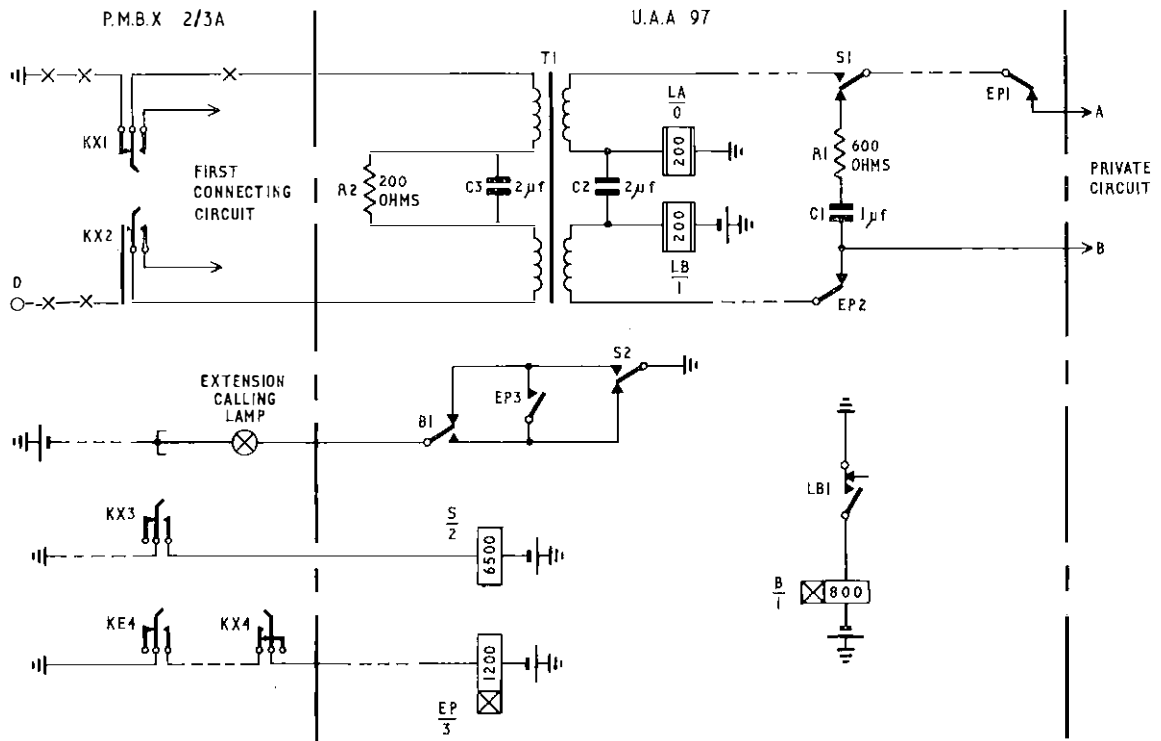 P.M.B.X 2/3A
U.A.A 97
T1
S1
LA
0
200
EP1
A
KX1
R1
600
OHMS
FIRST
CONNECTING
CIRCUIT
R2
200
OHMS
C3
2µf
C2
2µf
PRIVATE
CIRCUIT
C1
1µf
KX2
200
LB
1
B
D
EP2
S2
EXTENSION
CALLING
LAMP
EP3
B1
LB1
KX3
S
2
6500
B
1
800
KE4
KX4
1200
EP
3